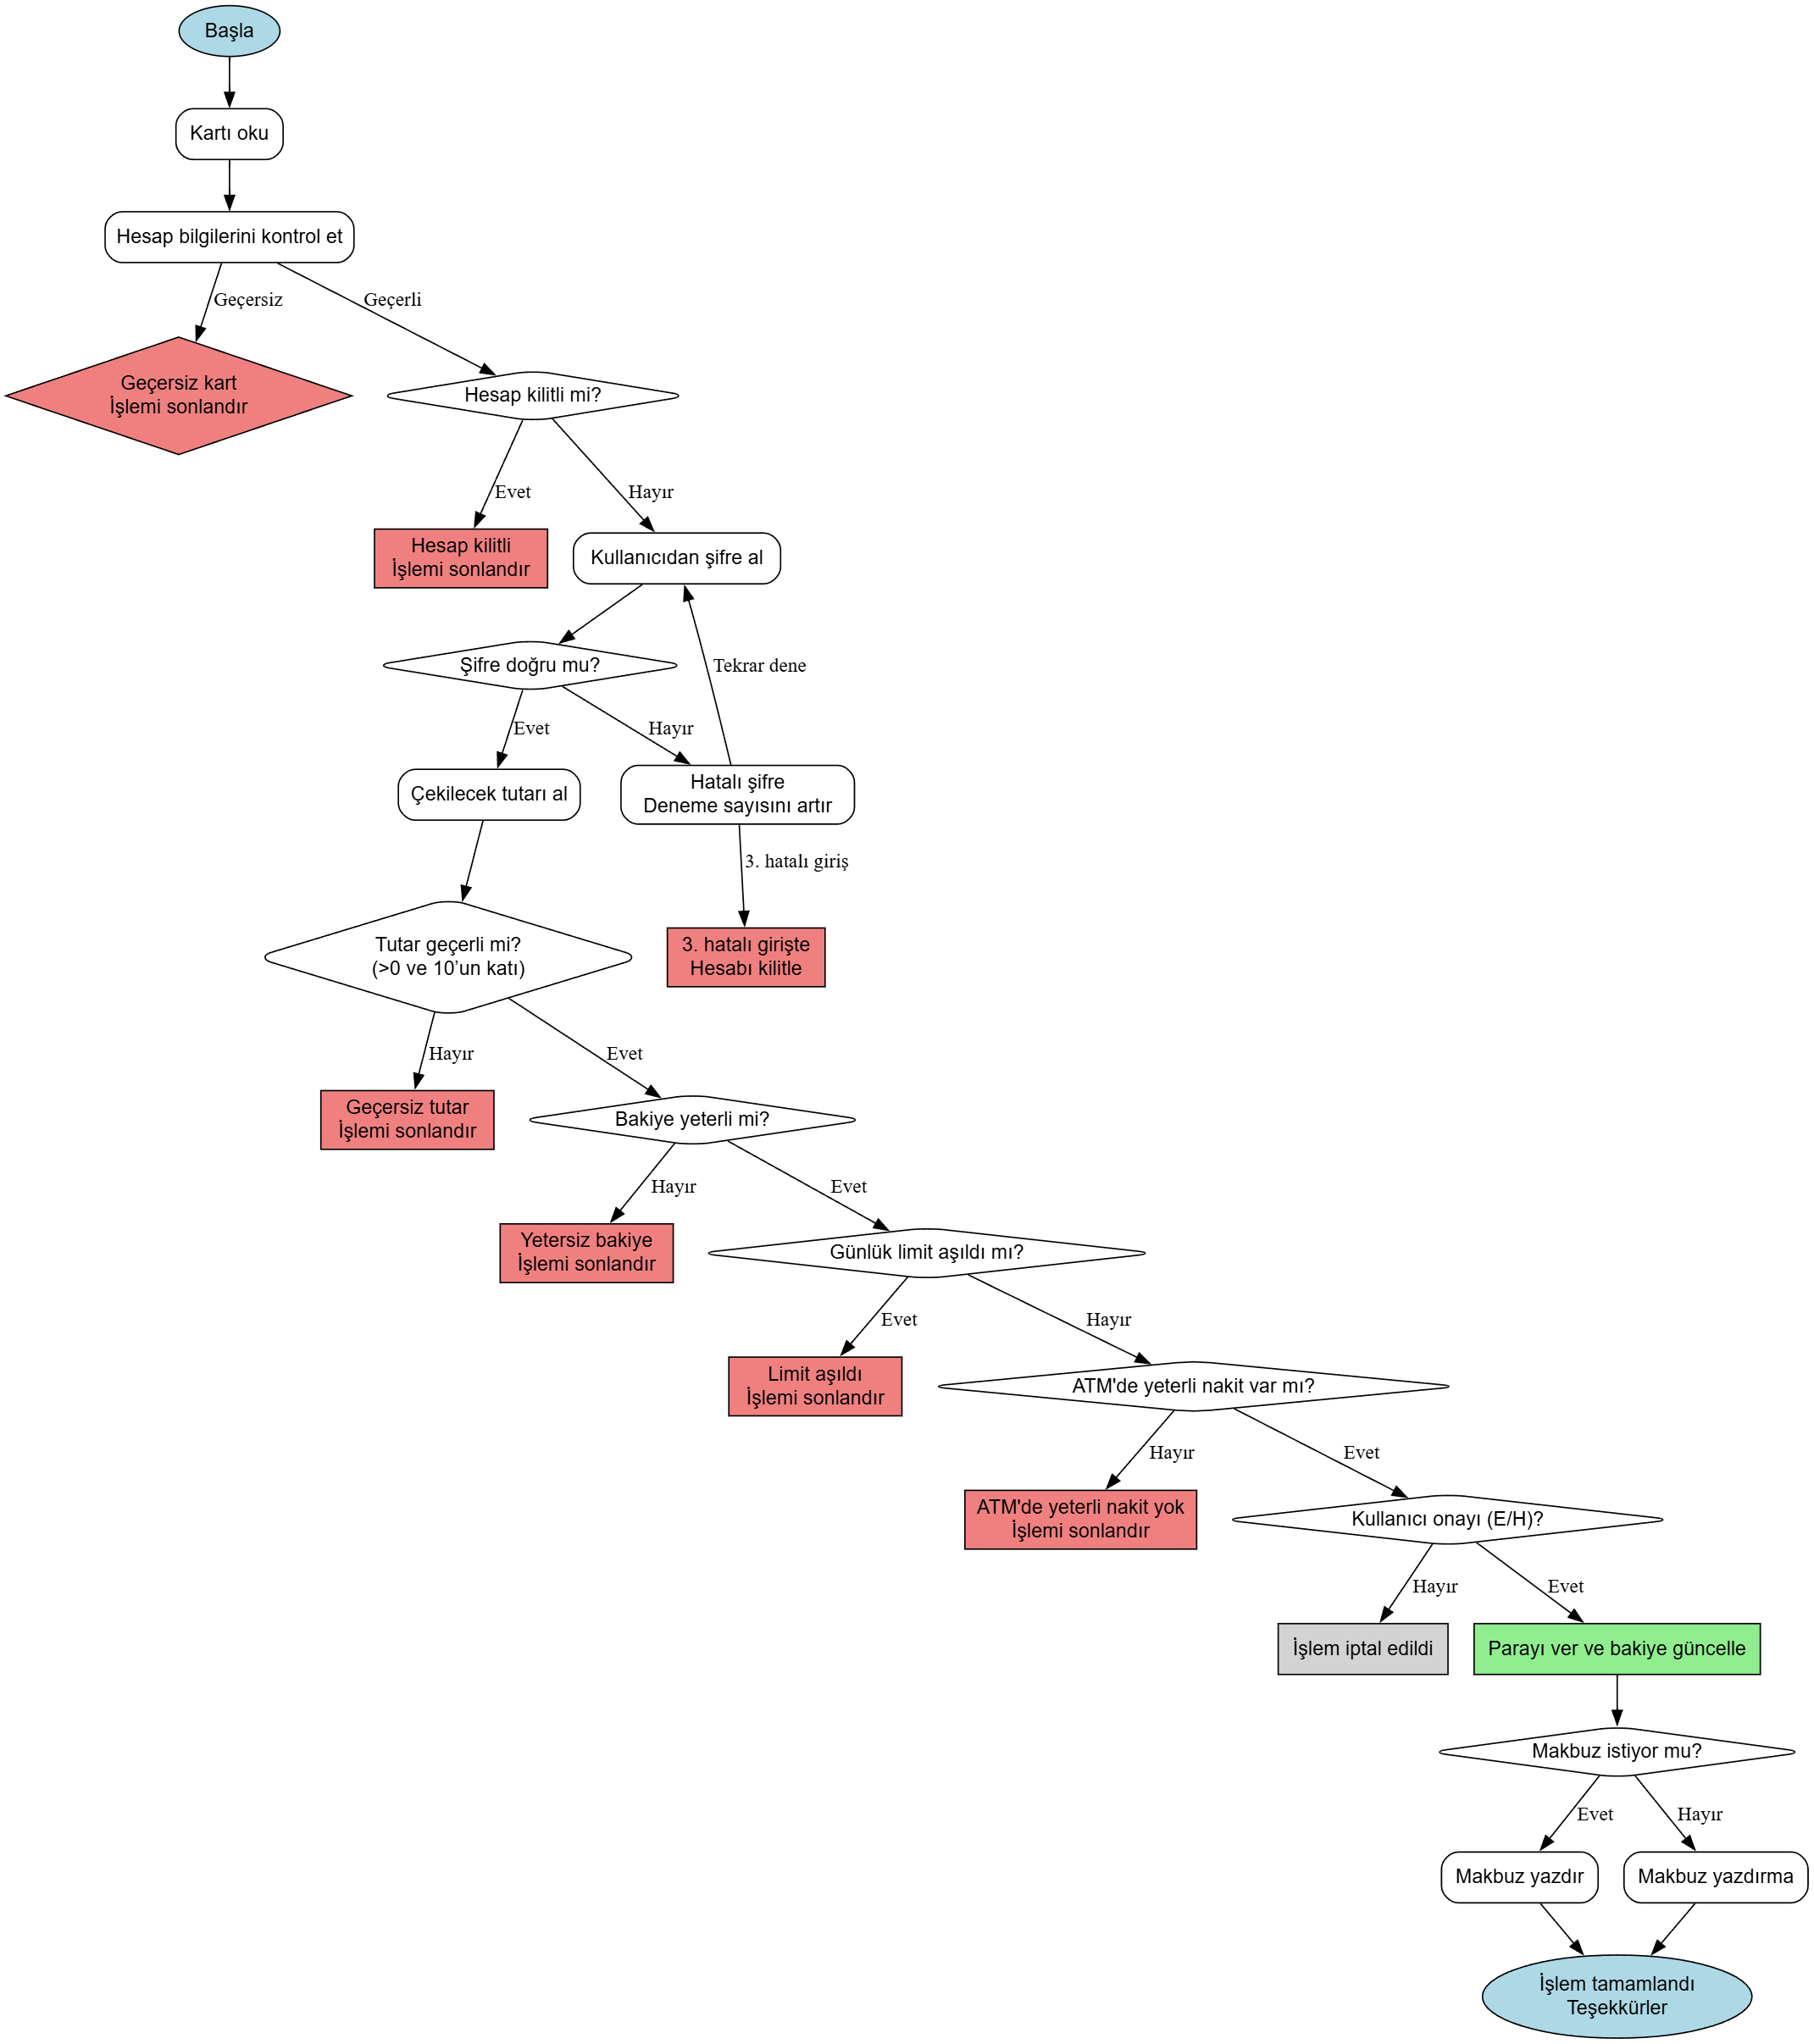 Başla
Kartı oku
Hesap bilgilerini kontrol et
Geçersiz
Geçerli
Geçersiz kart
İşlemi sonlandır
Hesap kilitli mi?
Evet
Hayır
Hesap kilitli
İşlemi sonlandır
Kullanıcıdan şifre al
Şifre doğru mu?
Tekrar dene
Evet
Hayır
Çekilecek tutarı al
Hatalı şifre
Deneme sayısını artır
3. hatalı giriş
Tutar geçerli mi?
(>0 ve 10’un katı)
3. hatalı girişte
Hesabı kilitle
Hayır
Evet
Geçersiz tutar
İşlemi sonlandır
Bakiye yeterli mi?
Hayır
Evet
Yetersiz bakiye
İşlemi sonlandır
Günlük limit aşıldı mı?
Evet
Hayır
Limit aşıldı
İşlemi sonlandır
ATM'de yeterli nakit var mı?
Hayır
Evet
ATM'de yeterli nakit yok
İşlemi sonlandır
Kullanıcı onayı (E/H)?
Hayır
Evet
İşlem iptal edildi
Parayı ver ve bakiye güncelle
Makbuz istiyor mu?
Evet
Hayır
Makbuz yazdır
Makbuz yazdırma
İşlem tamamlandı
Teşekkürler